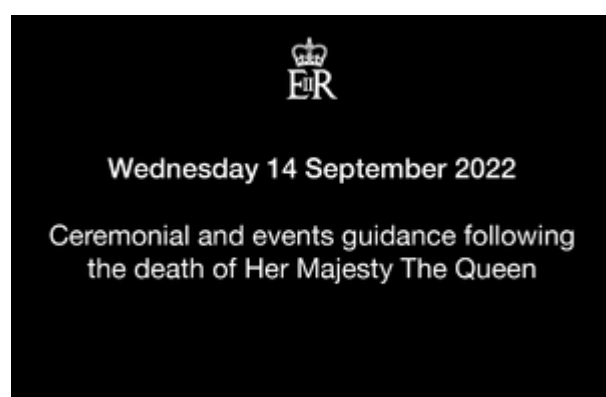 EIIR
Wednesday 14 September 2022
Ceremonial and events guidance following
the death of Her Majesty The Queen